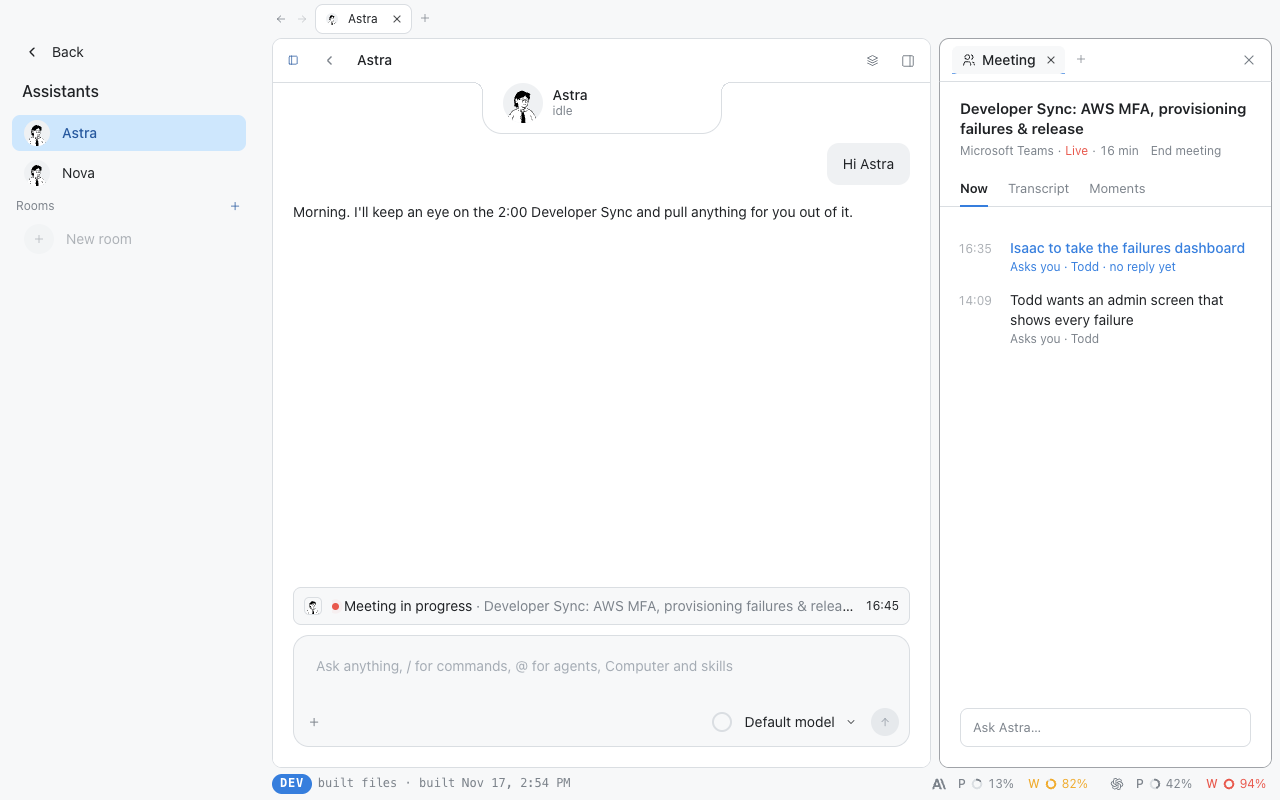 Astra
Back
Assistants
Astra
Nova
Rooms
New room
Astra
Astra
idle
Hi Astra
Morning. I'll keep an eye on the 2:00 Developer Sync and pull anything for you out of it.
Meeting in progress · Developer Sync: AWS MFA, provisioning failures & relea… 16:45
Ask anything, / for commands, @ for agents, Computer and skills
Default model
Meeting
Developer Sync: AWS MFA, provisioning
failures & release
Microsoft Teams · Live · 16 min End meeting
Now Transcript Moments
16:35 Isaac to take the failures dashboard
Asks you · Todd · no reply yet
14:09 Todd wants an admin screen that
shows every failure
Asks you · Todd
Ask Astra…
DEV built files · built Nov 17, 2:54 PM
P 13% W 82% P 42% W 94%